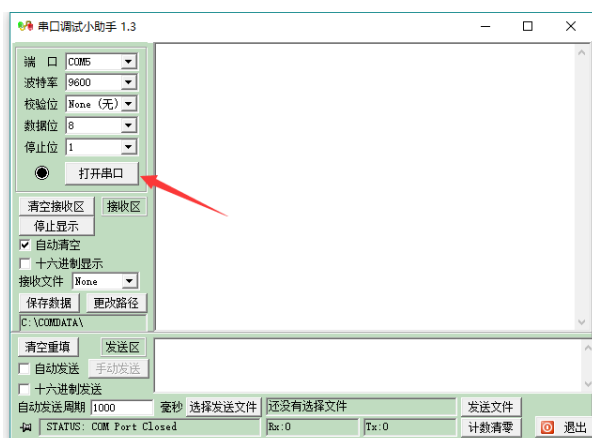 串口调试小助手 1.3
端 口 COM5
波特率 9600
校验位 None (无)
数据位 8
停止位 1
打开串口
清空接收区 接收区
停止显示
自动清空
十六进制显示
接收文件 None
保存数据 更改路径
C:\COMDATA\
清空重填 发送区
自动发送 手动发送
十六进制发送
自动发送周期 1000 毫秒 选择发送文件 还没有选择文件 发送文件
STATUS: COM Port Closed Rx:0 Tx:0 计数清零 退出